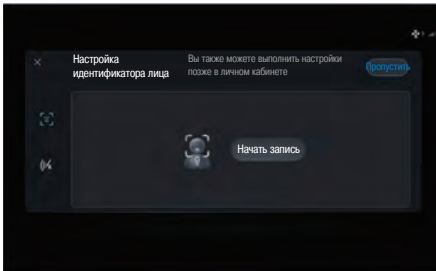 Настройка
идентификатора лица
Вы также можете выполнить настройки
позже в личном кабинете
Пропустить
Начать запись